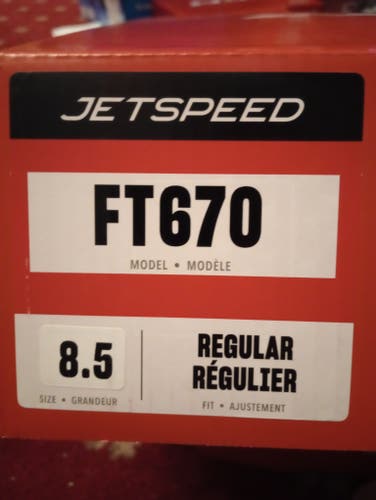 JETSPEED
FT670
MODEL • MODÈLE
8.5
SIZE • GRANDEUR
REGULAR
RÉGULIER
FIT • AJUSTEMENT